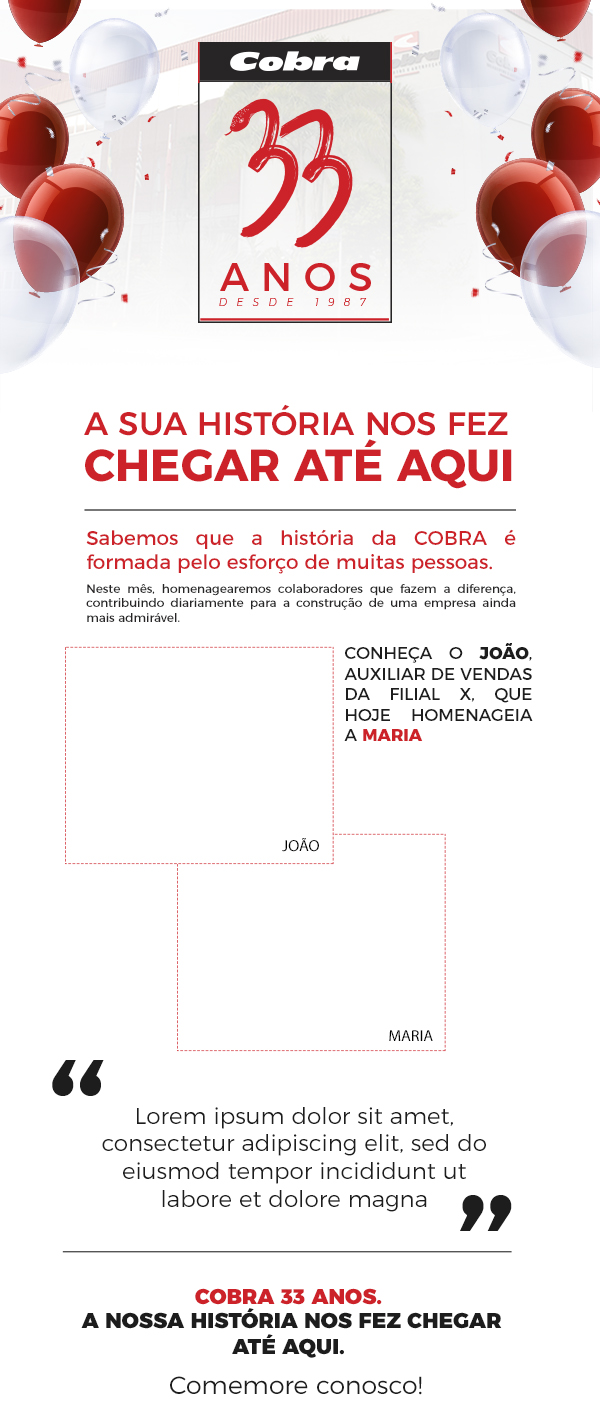 Cobra
33
ANOS
DESDE 1987
A SUA HISTÓRIA NOS FEZ
CHEGAR ATÉ AQUI
Sabemos que a história da COBRA é
formada pelo esforço de muitas pessoas.
Neste mês, homenagearemos colaboradores que fazem a diferença,
contribuindo diariamente para a construção de uma empresa ainda
mais admirável.
CONHEÇA O JOÃO,
AUXILIAR DE VENDAS
DA FILIAL X, QUE
HOJE HOMENAGEIA
A MARIA
JOÃO
MARIA
“
Lorem ipsum dolor sit amet,
consectetur adipiscing elit, sed do
eiusmod tempor incididunt ut
labore et dolore magna
”
COBRA 33 ANOS.
A NOSSA HISTÓRIA NOS FEZ CHEGAR
ATÉ AQUI.
Comemore conosco!